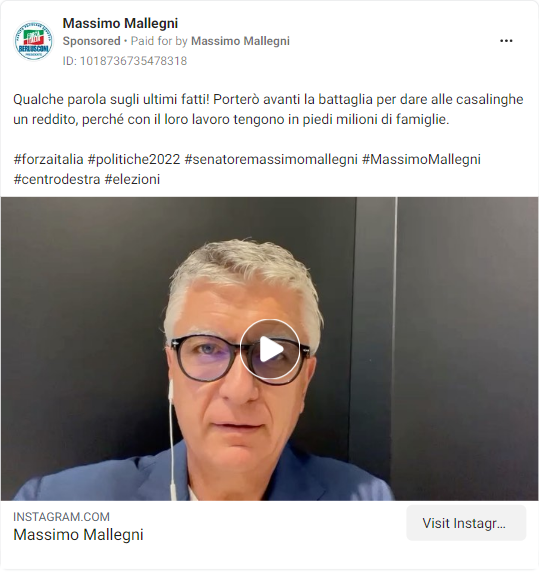 Massimo Mallegni
Sponsored • Paid for by Massimo Mallegni
ID: 1018736735478318
Qualche parola sugli ultimi fatti! Porterò avanti la battaglia per dare alle casalinghe
un reddito, perché con il loro lavoro tengono in piedi milioni di famiglie.
#forzaitalia #politiche2022 #senatoremassimomallegni #MassimoMallegni
#centrodestra #elezioni
INSTAGRAM.COM
Massimo Mallegni
Visit Instagr...
BERLUSCONI